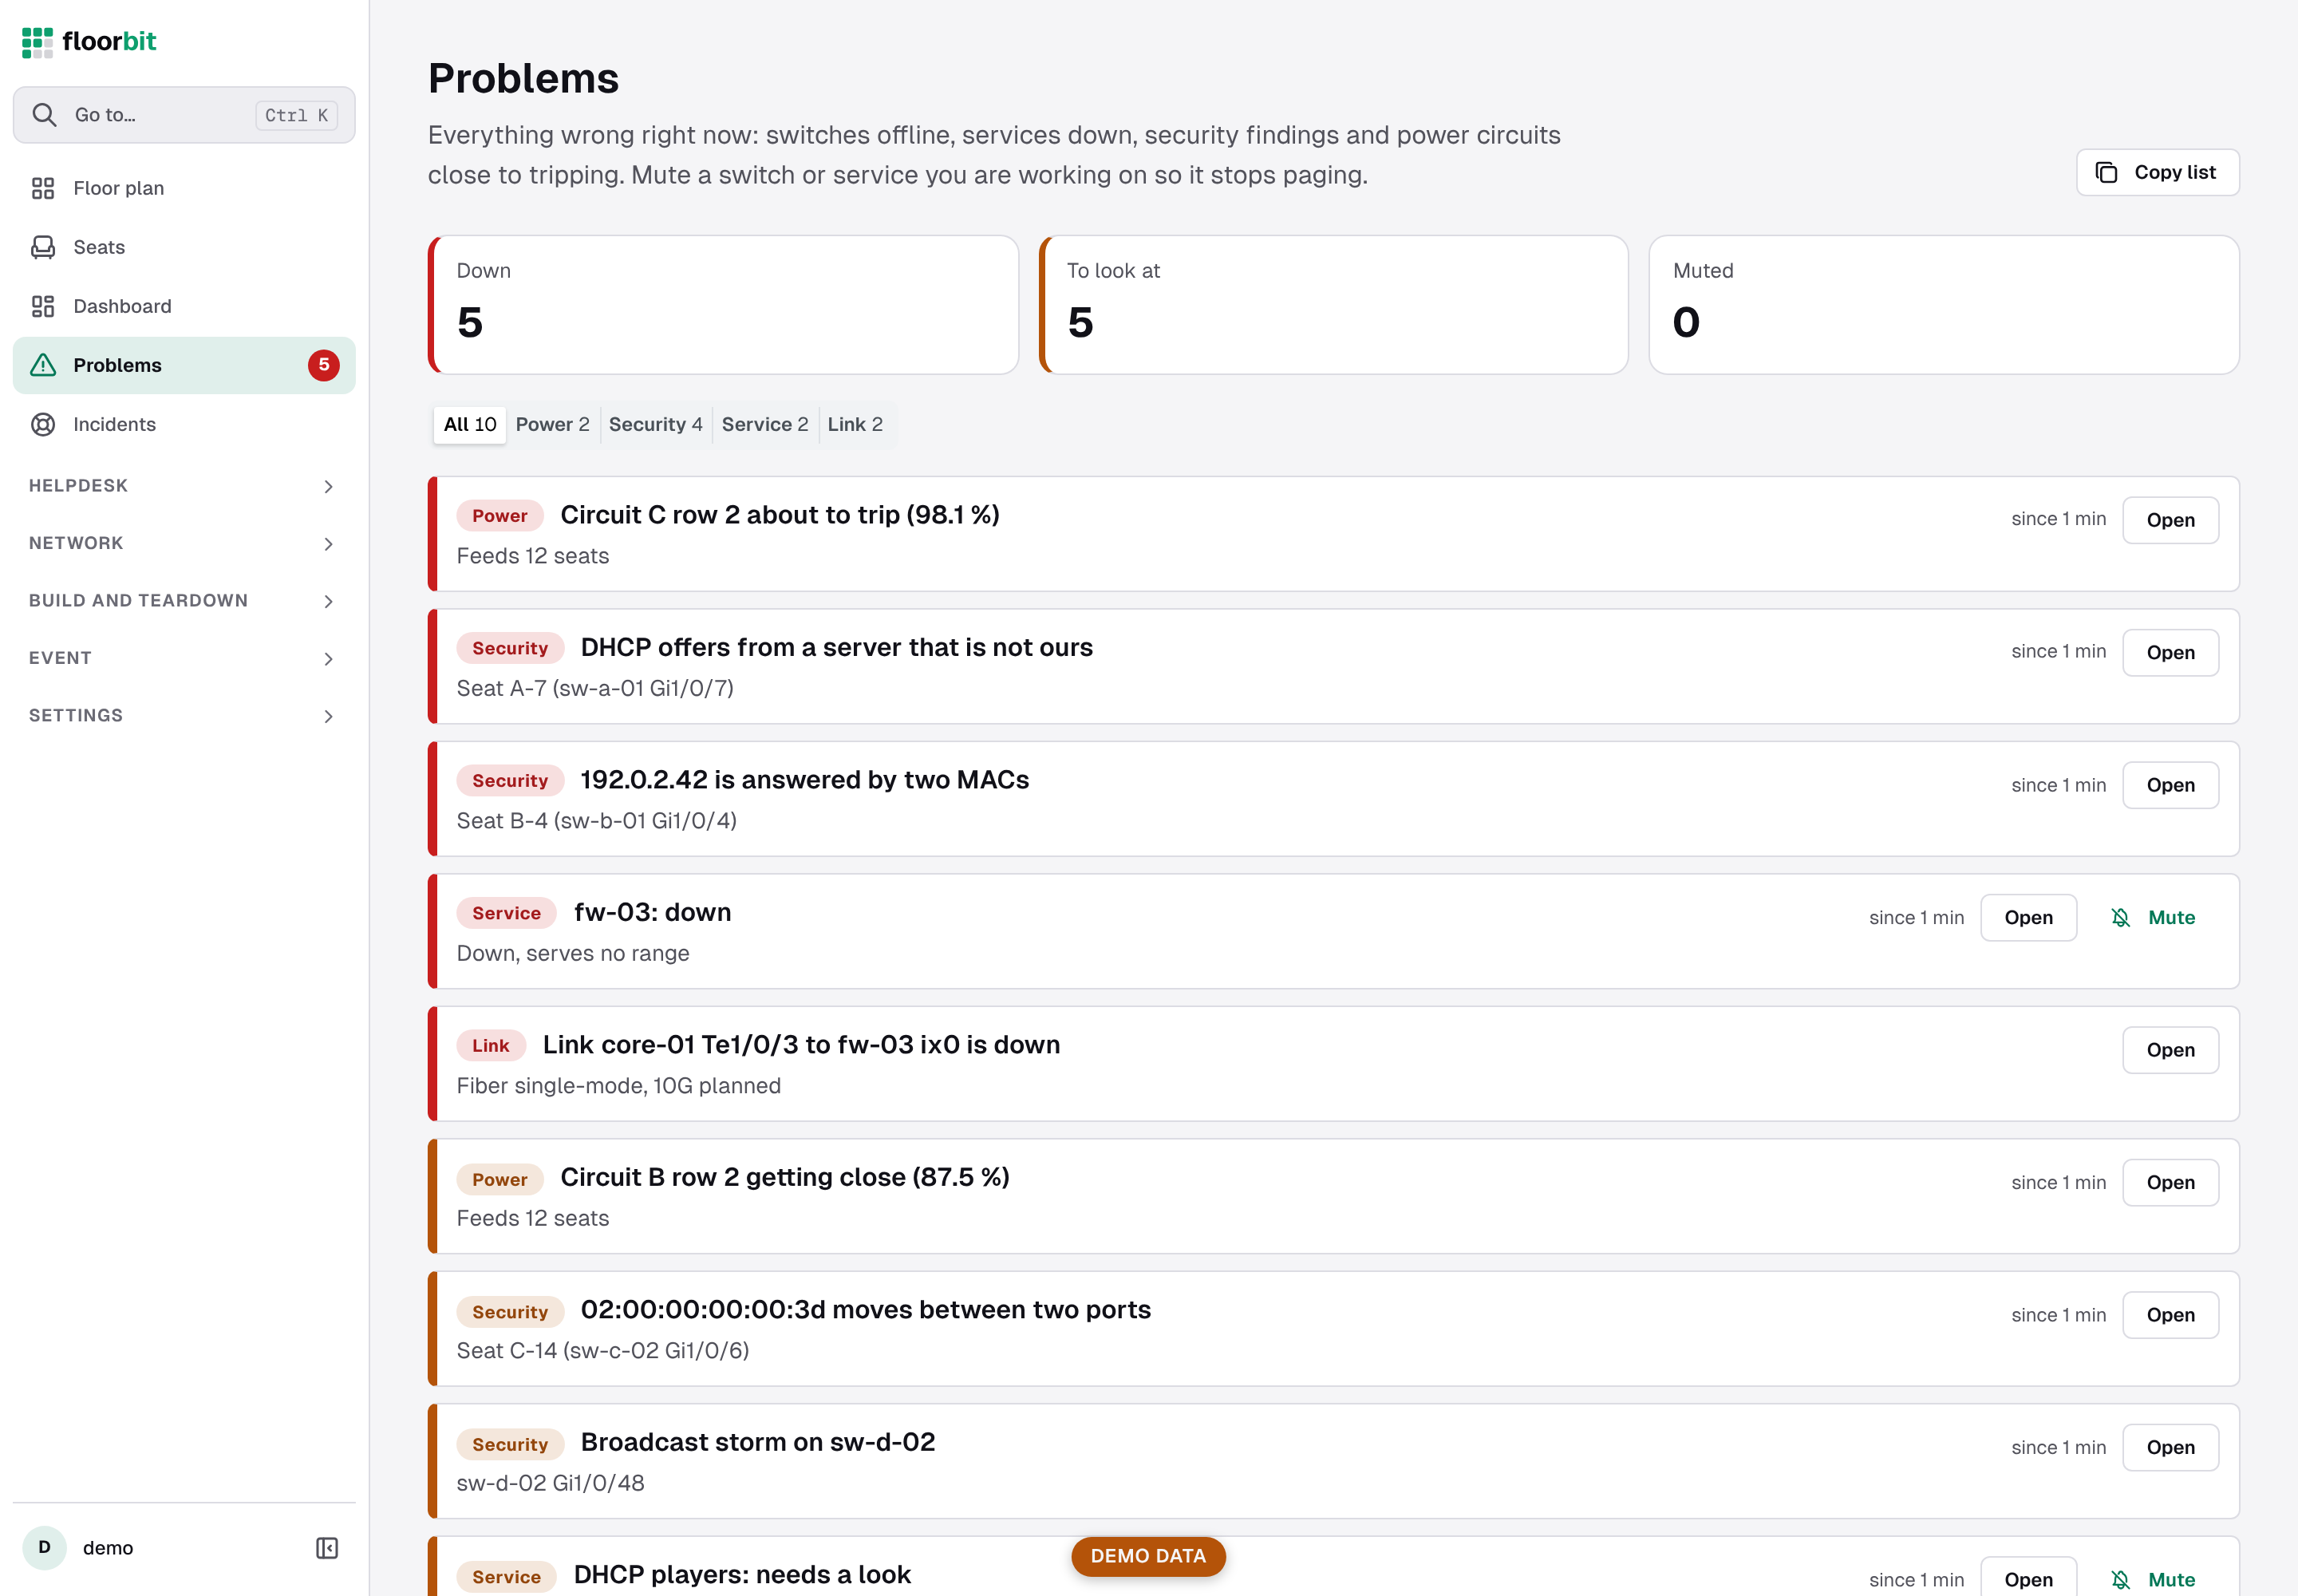 floorbit
Go to...
Ctrl K
Floor plan
Seats
Dashboard
Problems
5
Incidents
HELPDESK
NETWORK
BUILD AND TEARDOWN
EVENT
SETTINGS
D
demo
Problems
Everything wrong right now: switches offline, services down, security findings and power circuits
close to tripping. Mute a switch or service you are working on so it stops paging.
Copy list
Down
5
To look at
5
Muted
0
All 10
Power 2
Security 4
Service 2
Link 2
Power
Circuit C row 2 about to trip (98.1 %)
since 1 min
Open
Feeds 12 seats
Security
DHCP offers from a server that is not ours
since 1 min
Open
Seat A-7 (sw-a-01 Gi1/0/7)
Security
192.0.2.42 is answered by two MACs
since 1 min
Open
Seat B-4 (sw-b-01 Gi1/0/4)
Service
fw-03: down
since 1 min
Open
Mute
Down, serves no range
Link
Link core-01 Te1/0/3 to fw-03 ix0 is down
Open
Fiber single-mode, 10G planned
Power
Circuit B row 2 getting close (87.5 %)
since 1 min
Open
Feeds 12 seats
Security
02:00:00:00:00:3d moves between two ports
since 1 min
Open
Seat C-14 (sw-c-02 Gi1/0/6)
Security
Broadcast storm on sw-d-02
since 1 min
Open
sw-d-02 Gi1/0/48
Service
DHCP players: needs a look
since 1 min
Open
Mute
DEMO DATA